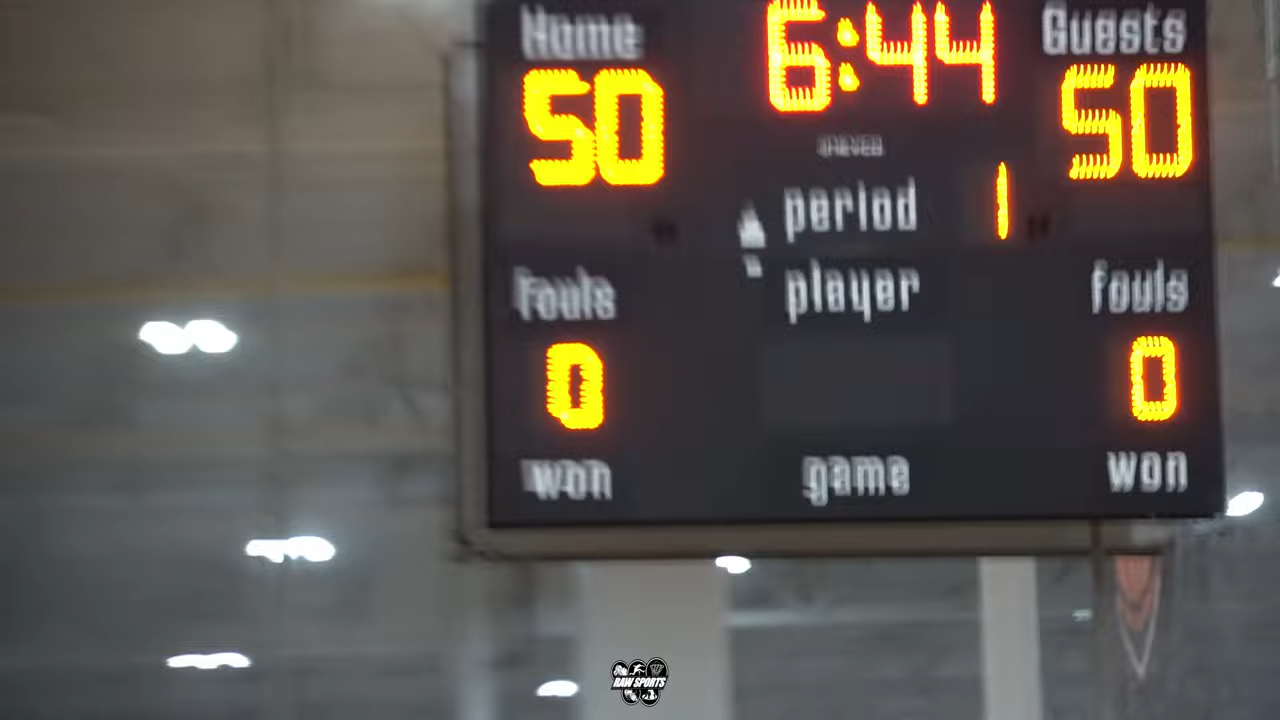 Home 6:44 Guests
50 50
period 1
player
fouls fouls
0 0
won game won
RAW SPORTS